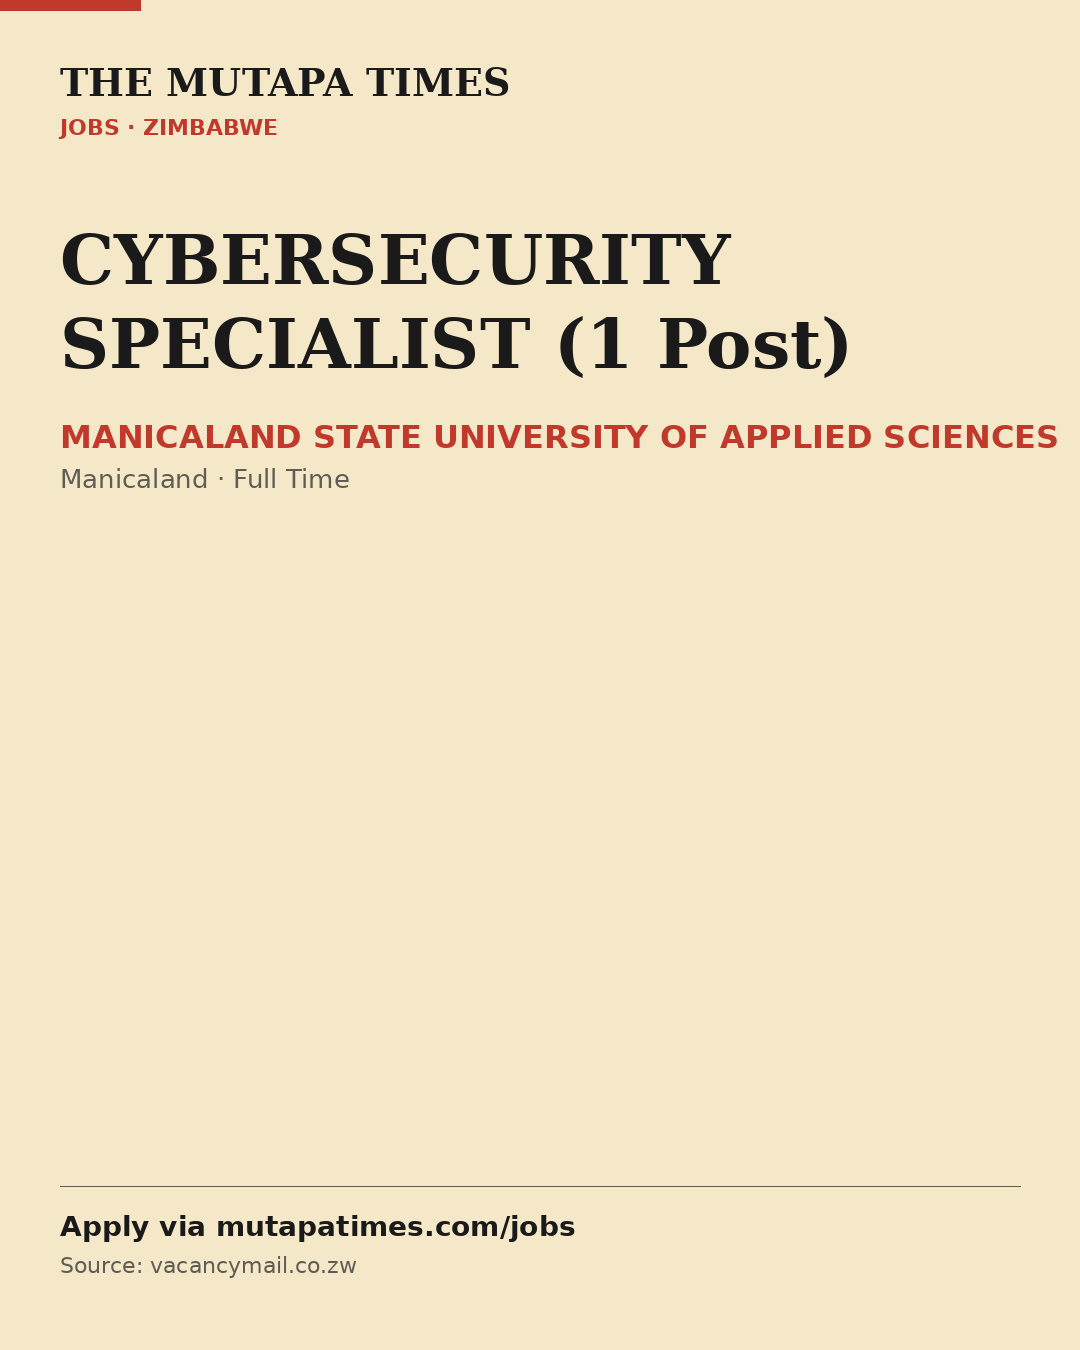 THE MUTAPA TIMES
JOBS · ZIMBABWE
CYBERSECURITY
SPECIALIST (1 Post)
MANICALAND STATE UNIVERSITY OF APPLIED SCIENCES
Manicaland · Full Time
Apply via mutapatimes.com/jobs
Source: vacancymail.co.zw